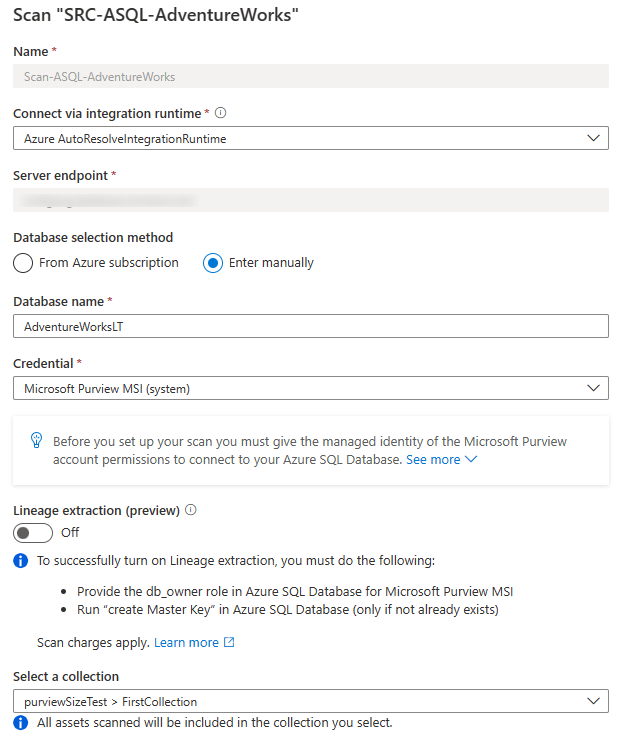 Scan "SRC-ASQL-AdventureWorks"
Name *
Scan-ASQL-AdventureWorks
Connect via integration runtime *
Azure AutoResolveIntegrationRuntime
Server endpoint *
Database selection method
From Azure subscription
Enter manually
Database name *
AdventureWorksLT
Credential *
Microsoft Purview MSI (system)
Before you set up your scan you must give the managed identity of the Microsoft Purview
account permissions to connect to your Azure SQL Database. See more
Lineage extraction (preview)
Off
To successfully turn on Lineage extraction, you must do the following:
• Provide the db_owner role in Azure SQL Database for Microsoft Purview MSI
• Run “create Master Key” in Azure SQL Database (only if not already exists)
Scan charges apply. Learn more
Select a collection
purviewSizeTest > FirstCollection
All assets scanned will be included in the collection you select.